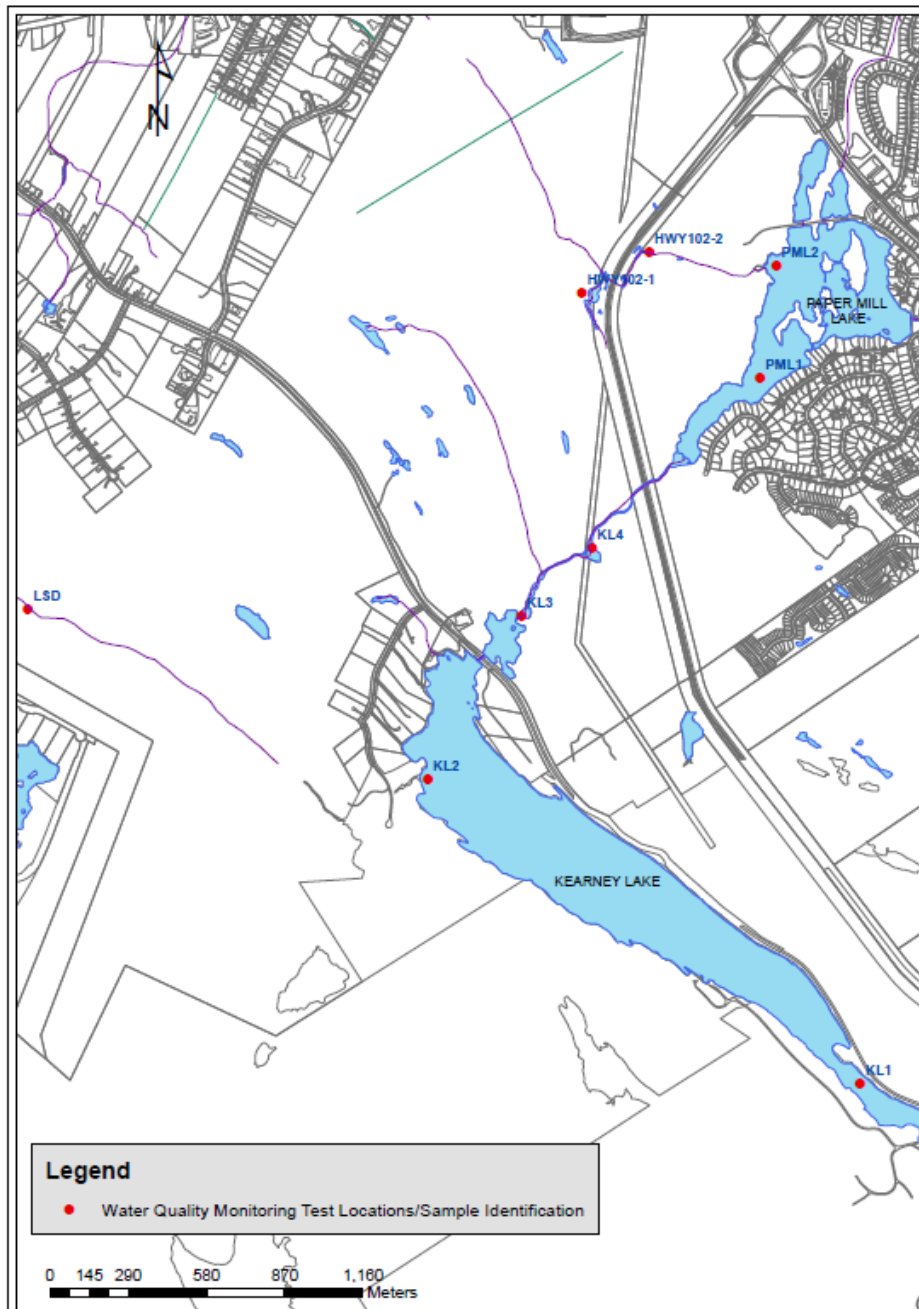 N
HWY102-2
PML2
HWY102-1
PAPER MILL
LAKE
PML1
KL4
LSD
KL3
KL2
KEARNEY LAKE
KL1
Legend
Water Quality Monitoring Test Locations/Sample Identification
0 145 290 580 870 1,160
Meters